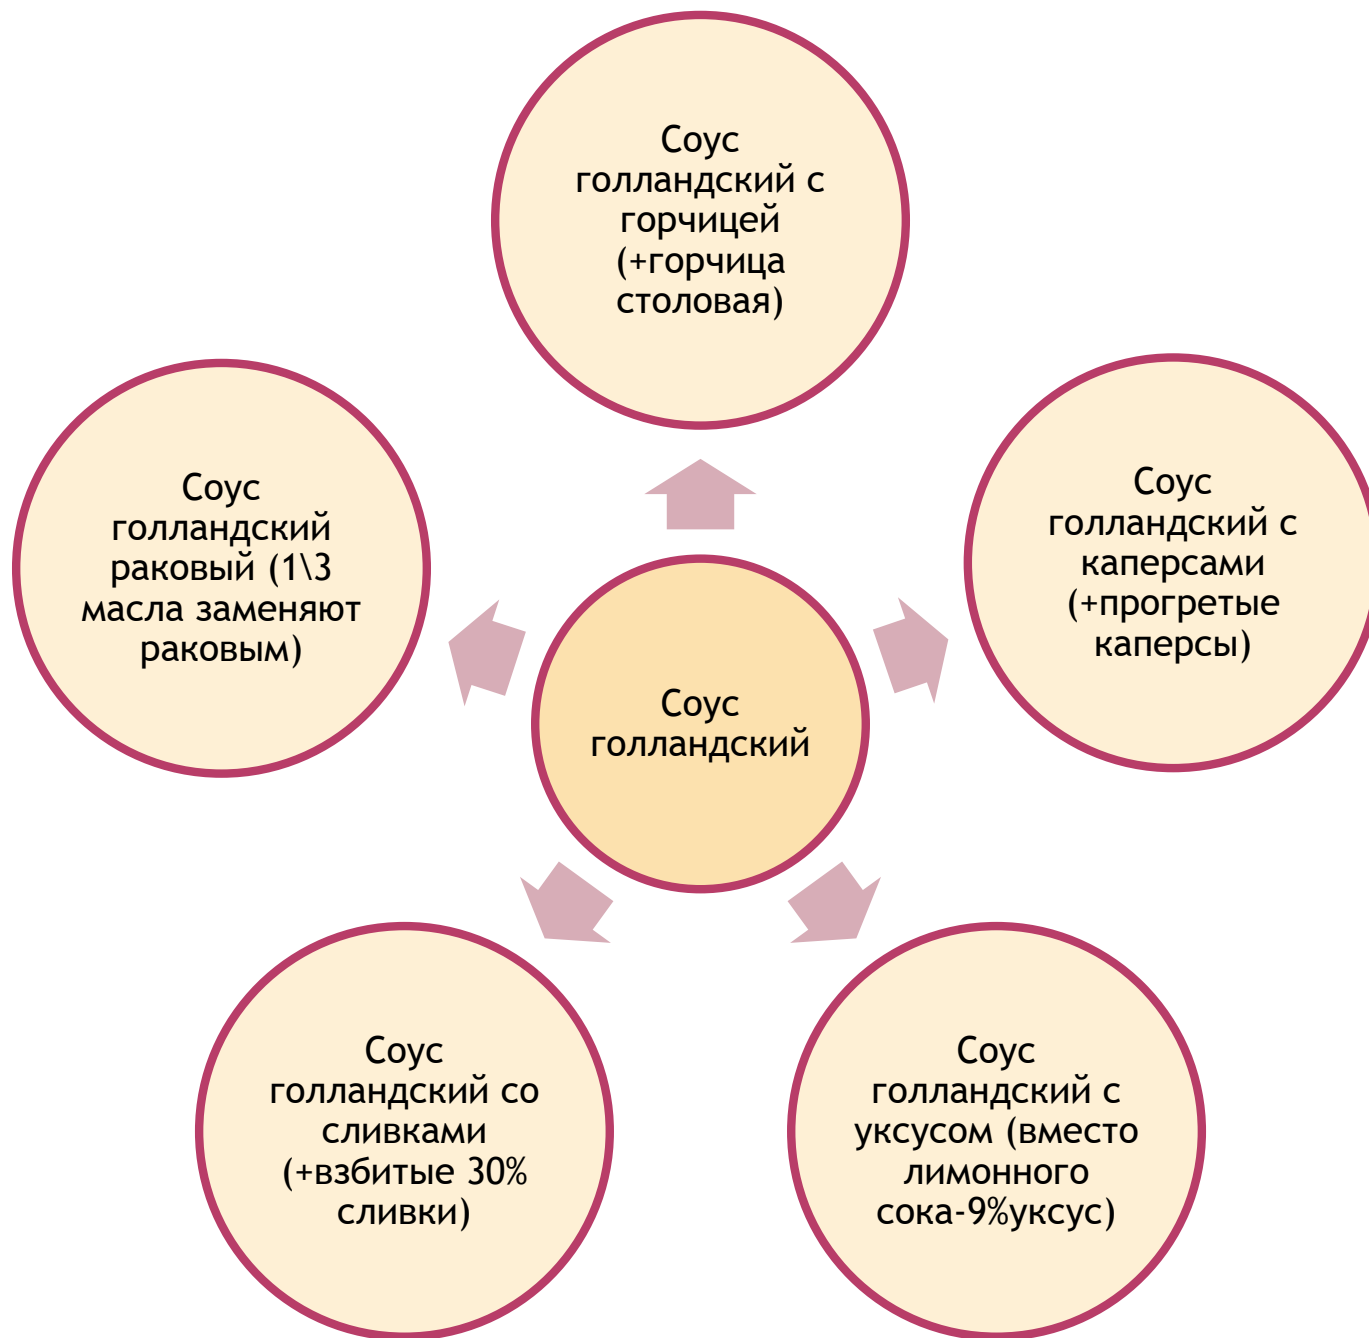 Соус
голландский с
горчицей
(+горчица
столовая)
Соус
голландский с
каперсами
(+прогретые
каперсы)
Соус
голландский с
уксусом (вместо
лимонного
сока-9%уксус)
Соус
голландский со
сливками
(+взбитые 30%
сливки)
Соус
голландский
раковый (1\3
масла заменяют
раковым)
Соус
голландский